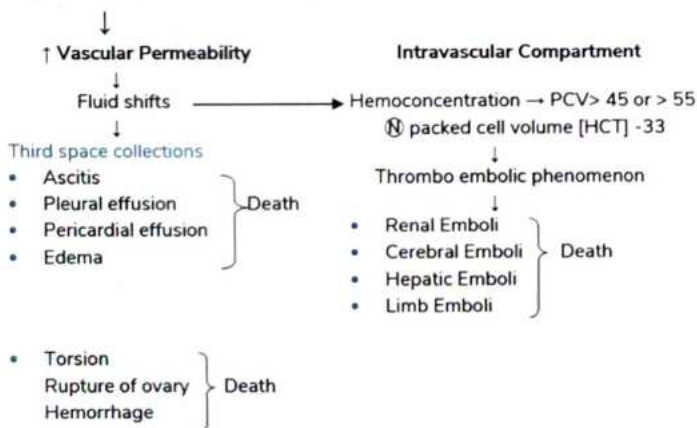 ↓
↑ Vascular Permeability
↓
Fluid shifts →
↓
Third space collections
• Ascitis
• Pleural effusion
• Pericardial effusion
• Edema
Death
Intravascular Compartment
Hemoconcentration → PCV> 45 or > 55
Ⓝ packed cell volume [HCT] -33
↓
Thrombo embolic phenomenon
↓
• Renal Emboli
• Cerebral Emboli
• Hepatic Emboli
• Limb Emboli
Death
• Torsion
Rupture of ovary
Hemorrhage
Death